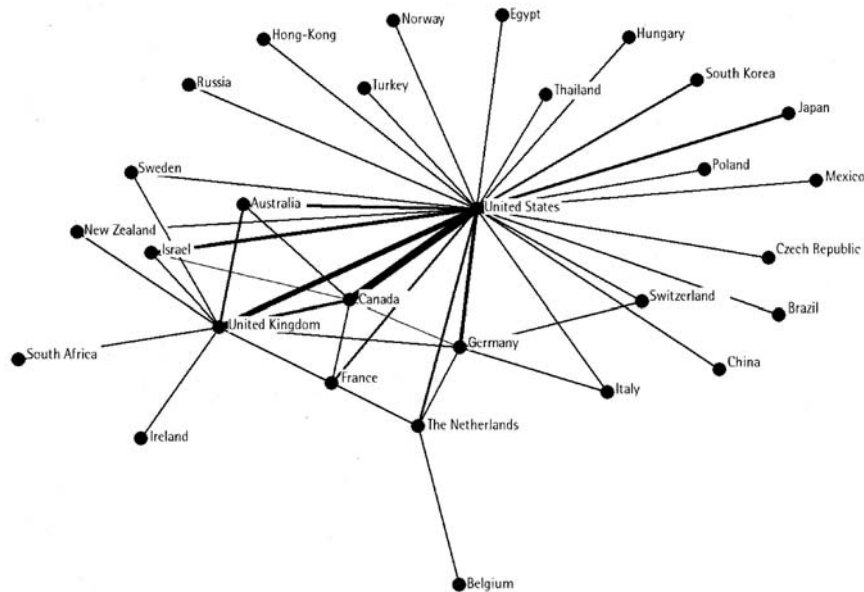 Norway
Egypt
Hong-Kong
Hungary
Russia
Turkey
Thailand
South Korea
Japan
Sweden
Poland
Mexico
Australia
United States
New Zealand
Israel
Czech Republic
Canada
Switzerland
Brazil
United Kingdom
Germany
South Africa
France
China
Italy
The Netherlands
Ireland
Belgium